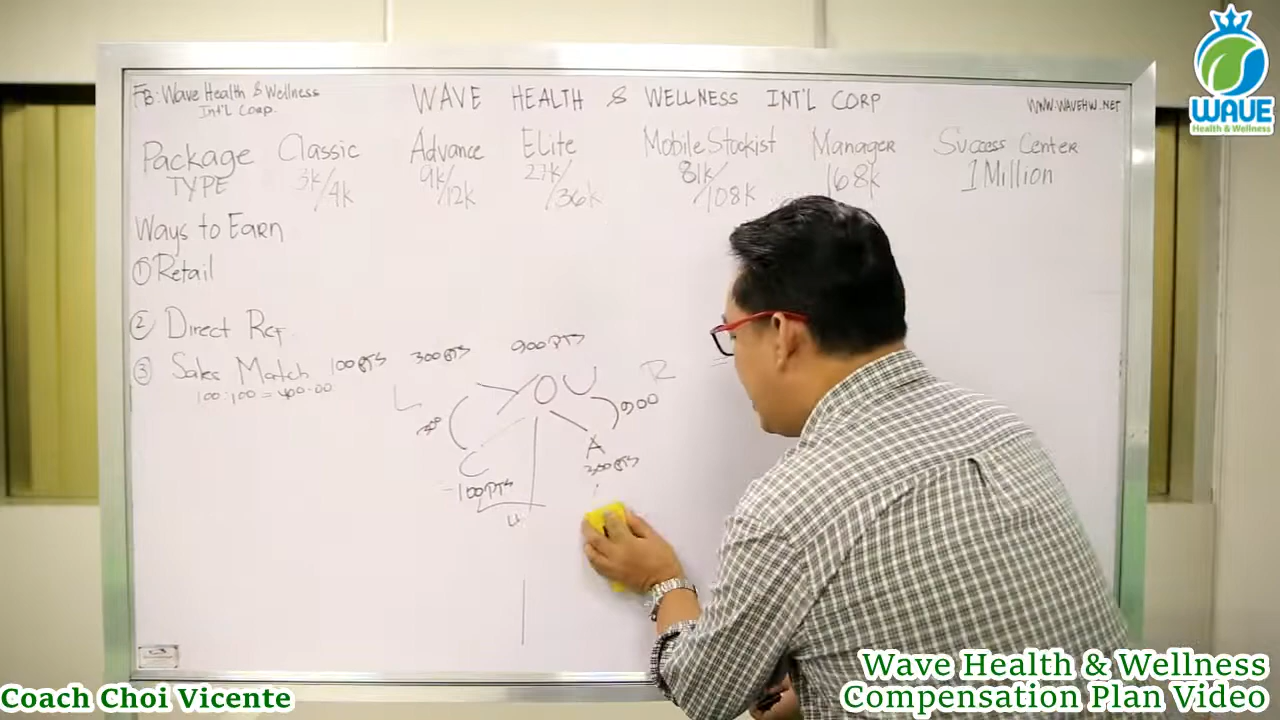 FB: Wave Health & Wellness
Int'l Corp.
WAVE HEALTH & WELLNESS INT'L CORP
WWW.WAVEHW.NET
WAVE
Health & Wellness
Package TYPE
Classic 3k/4k
Advance 9k/12k
Elite 27k/36k
Mobile Stockist 81k/108k
Manager 168k
Success Center 1 Million
Ways to Earn
① Retail
② Direct Ref.
③ Sales Match 100PTS 300PTS 900PTS
100:100 = 400.00
L
R
300
900
C
100PTS
A
300PTS
Coach Choi Vicente
Wave Health & Wellness
Compensation Plan Video